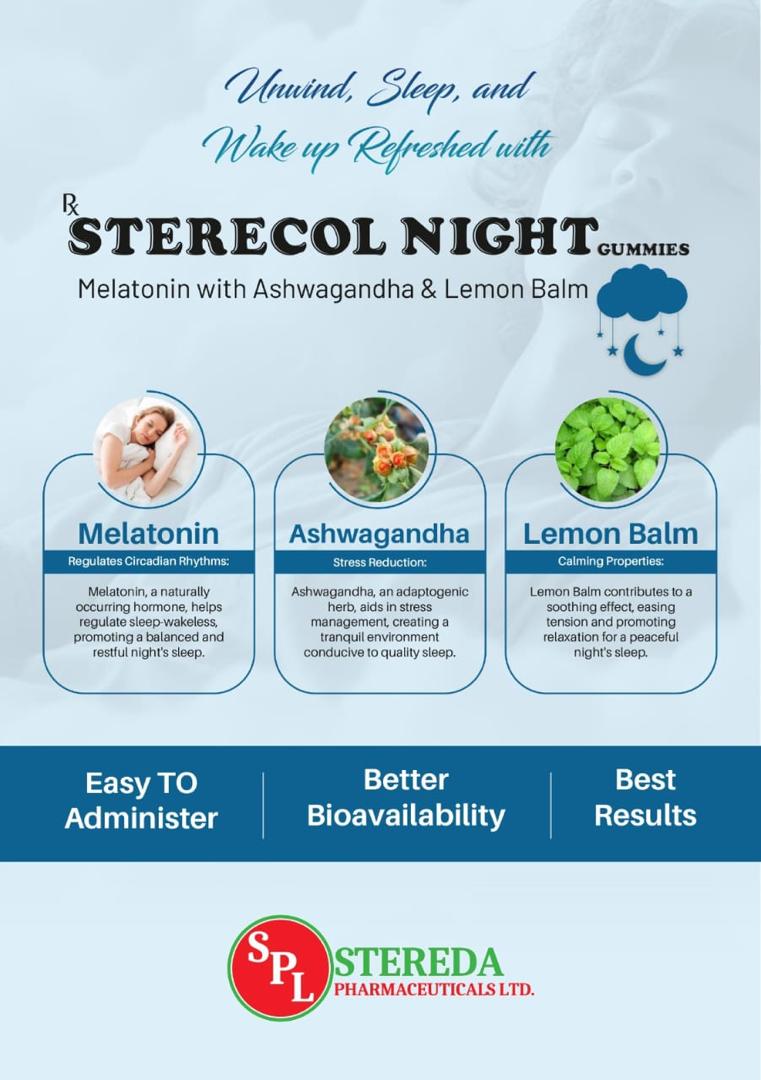 Unwind, Sleep, and
Wake up Refreshed with
℞
STERECOL NIGHT GUMMIES
Melatonin with Ashwagandha & Lemon Balm
Melatonin
Regulates Circadian Rhythms:
Melatonin, a naturally
occurring hormone, helps
regulate sleep-wakeless,
promoting a balanced and
restful night's sleep.
Ashwagandha
Stress Reduction:
Ashwagandha, an adaptogenic
herb, aids in stress
management, creating a
tranquil environment
conducive to quality sleep.
Lemon Balm
Calming Properties:
Lemon Balm contributes to a
soothing effect, easing
tension and promoting
relaxation for a peaceful
night's sleep.
Easy TO
Administer
Better
Bioavailability
Best
Results
SPL
STEREDA
PHARMACEUTICALS LTD.